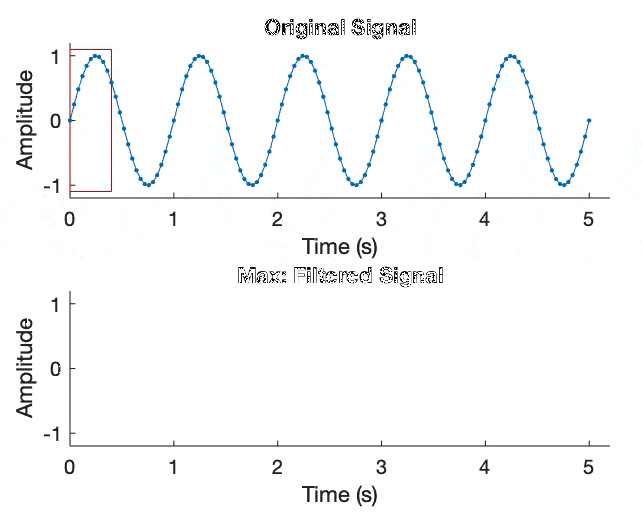 Original Signal
1
0
-1
Amplitude
0 1 2 3 4 5
Time (s)
Max: Filtered Signal
1
0
-1
Amplitude
0 1 2 3 4 5
Time (s)